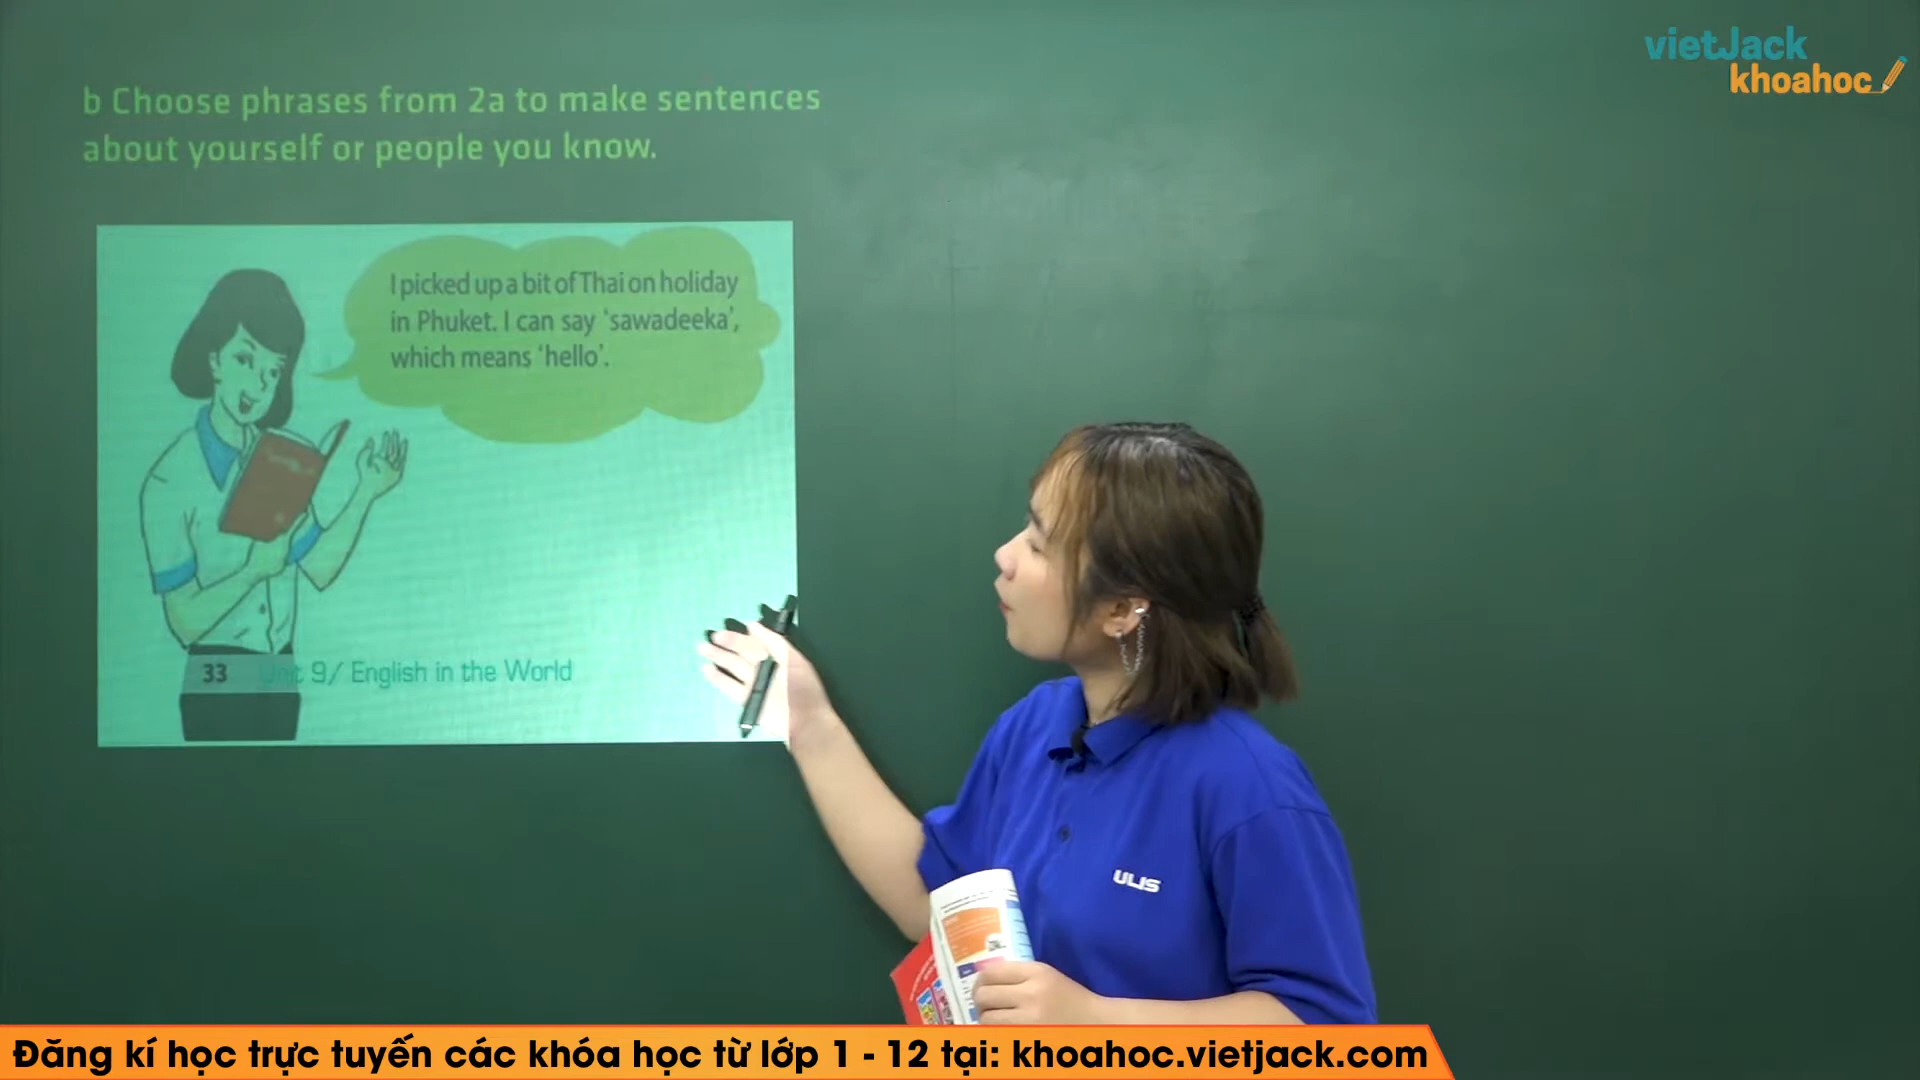 vietJack
khoahoc
b Choose phrases from 2a to make sentences
about yourself or people you know.
I picked up a bit of Thai on holiday
in Phuket. I can say ‘sawadeeka’,
which means ‘hello’.
33 Unit 9/ English in the World
ULIS
Đăng kí học trực tuyến các khóa học từ lớp 1 - 12 tại: khoahoc.vietjack.com